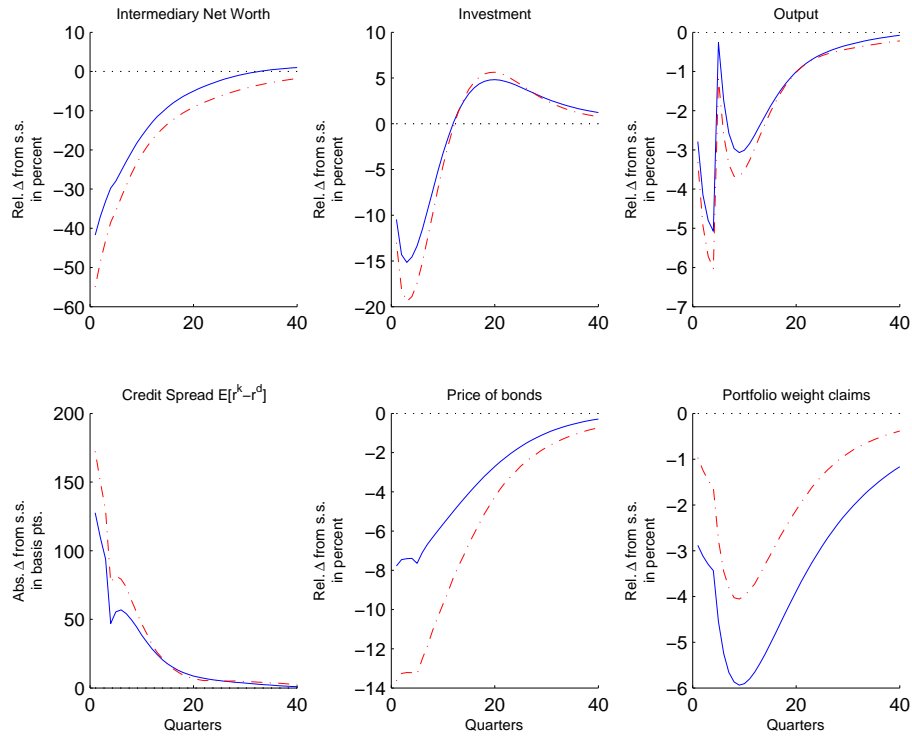 Intermediary Net Worth
Rel. Δ from s.s.
in percent
10
0
−10
−20
−30
−40
−50
−60
0
20
40
Investment
Rel. Δ from s.s.
in percent
10
5
0
−5
−10
−15
−20
0
20
40
Output
Rel. Δ from s.s.
in percent
0
−1
−2
−3
−4
−5
−6
−7
0
20
40
Credit Spread E[r^k−r^d]
Abs. Δ from s.s.
in basis pts.
200
150
100
50
0
0
20
40
Quarters
Price of bonds
Rel. Δ from s.s.
in percent
0
−2
−4
−6
−8
−10
−12
−14
0
20
40
Quarters
Portfolio weight claims
Rel. Δ from s.s.
in percent
0
−1
−2
−3
−4
−5
−6
0
20
40
Quarters